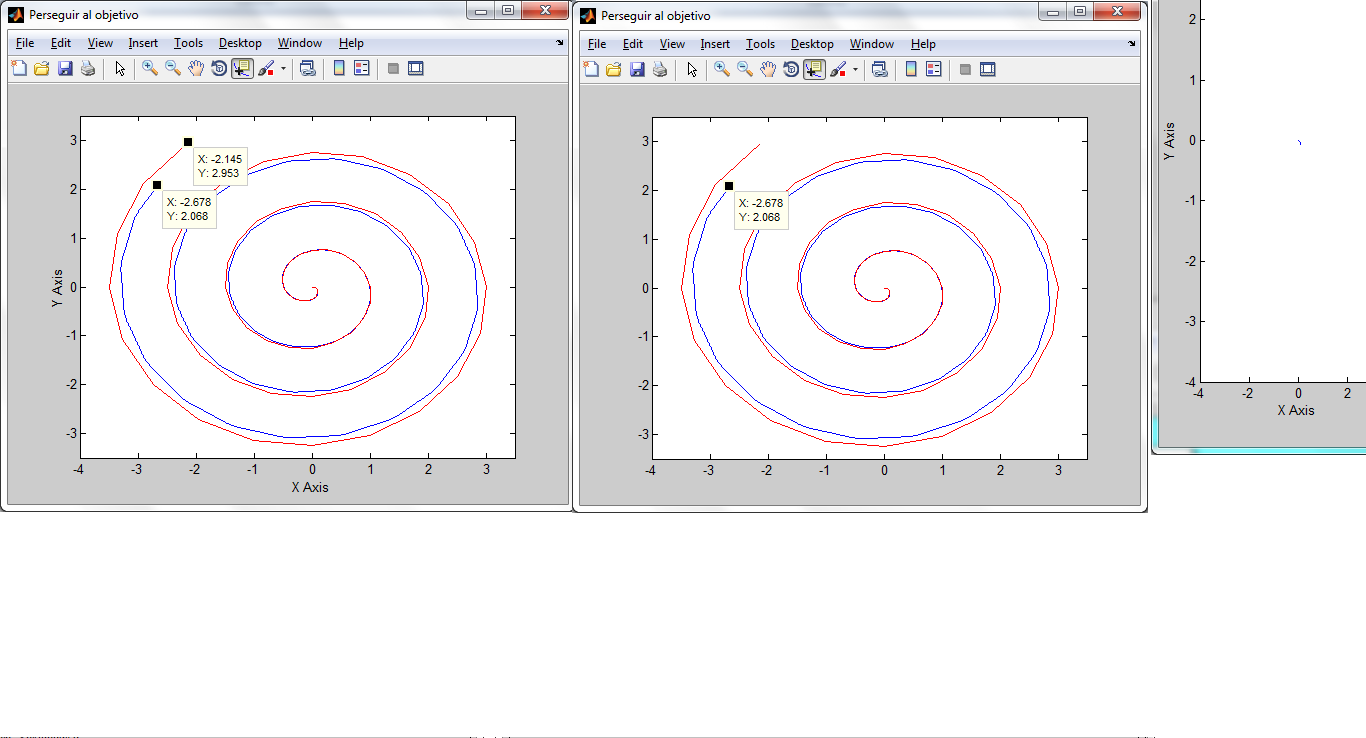 Perseguir al objetivo
File Edit View Insert Tools Desktop Window Help
3
2
1
0
-1
-2
-3
Y Axis
-4 -3 -2 -1 0 1 2 3
X Axis
X: -2.145
Y: 2.953
X: -2.678
Y: 2.068
Perseguir al objetivo
File Edit View Insert Tools Desktop Window Help
3
2
1
0
-1
-2
-3
-4 -3 -2 -1 0 1 2 3
X: -2.678
Y: 2.068
2
1
0
-1
-2
-3
-4
Y Axis
-4 -2 0 2
X Axis